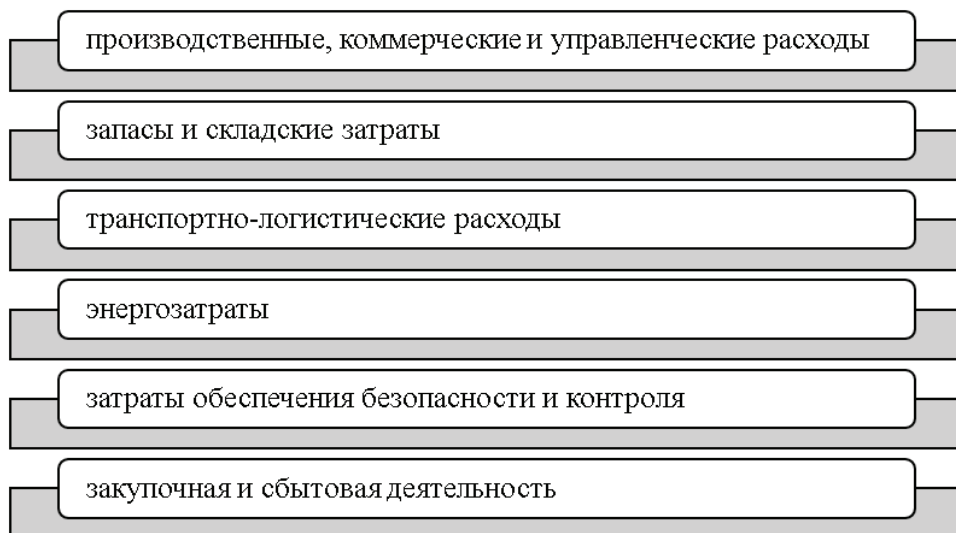 производственные, коммерческие и управленческие расходы
запасы и складские затраты
транспортно-логистические расходы
энергозатраты
затраты обеспечения безопасности и контроля
закупочная и сбытовая деятельность